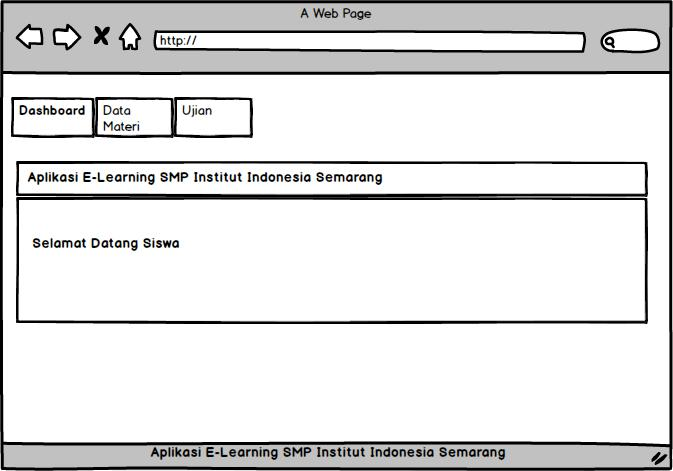 A Web Page
http://
Dashboard
Data
Materi
Ujian
Aplikasi E-Learning SMP Institut Indonesia Semarang
Selamat Datang Siswa
Aplikasi E-Learning SMP Institut Indonesia Semarang